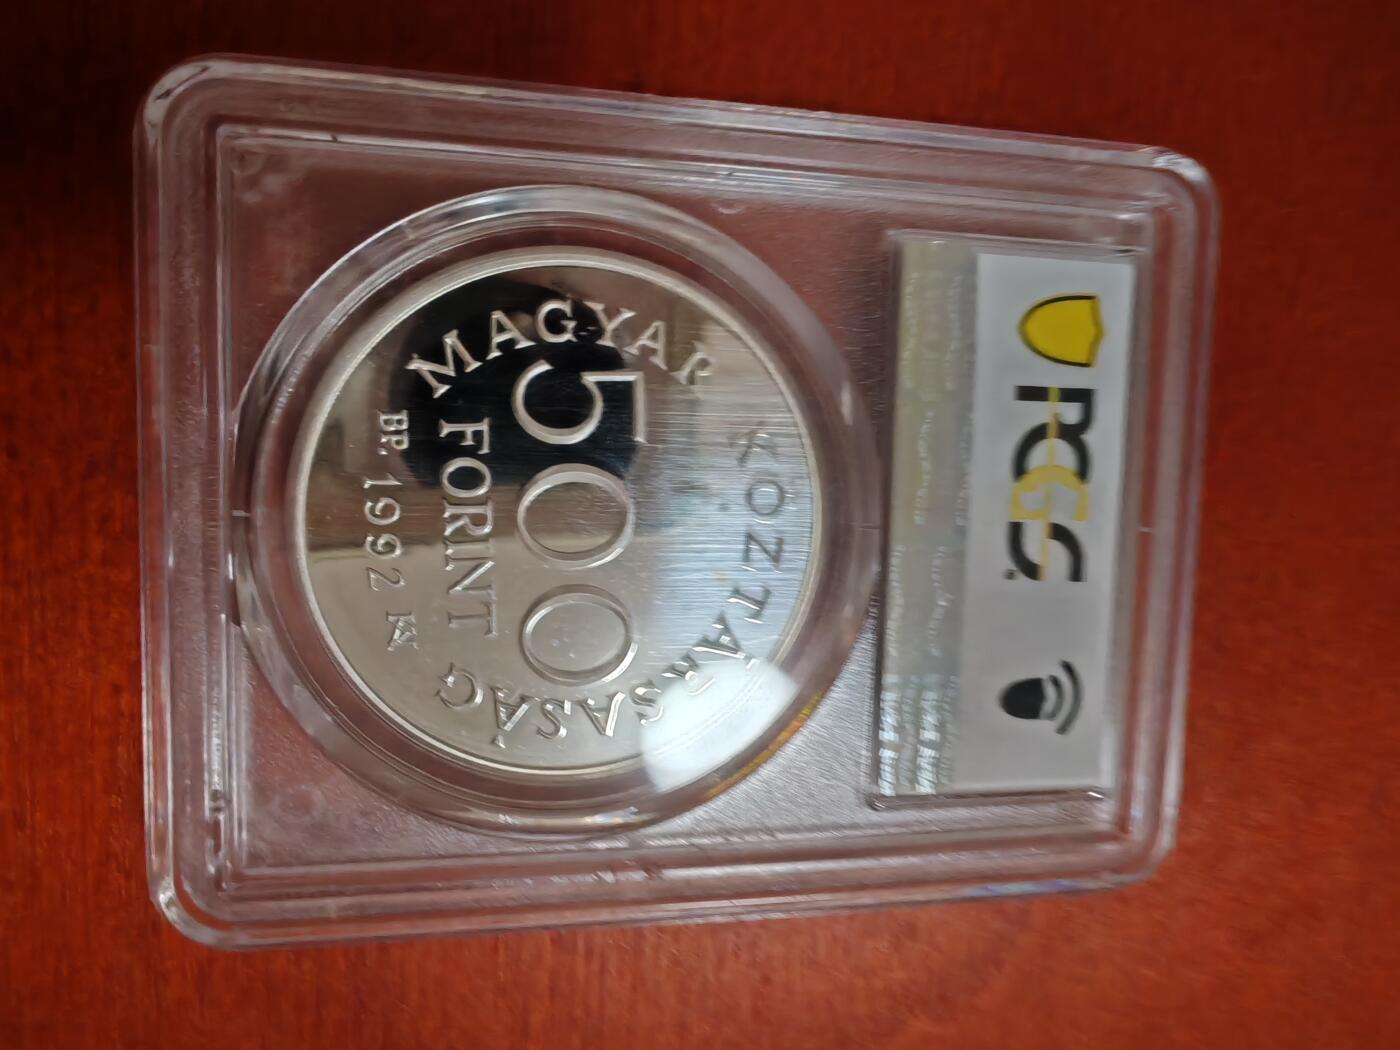 PCGS
MAGYAR KÖZTÁRSASÁG
500
FORINT
BP. 1992